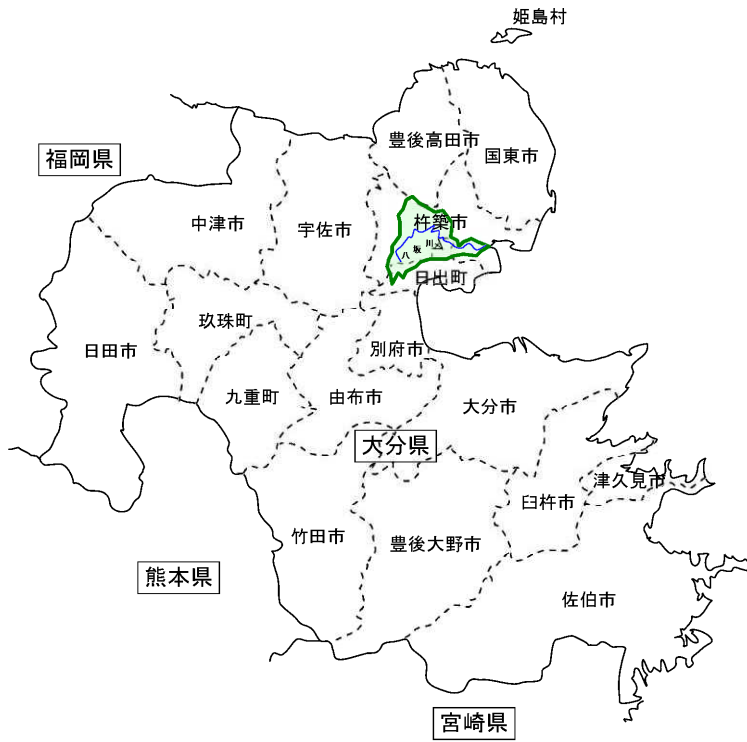 姫島村
豊後高田市
国東市
福岡県
中津市
宇佐市
杵築市
八坂川
日出町
玖珠町
日田市
別府市
九重町
由布市
大分市
大分県
津久見市
臼杵市
竹田市
豊後大野市
熊本県
佐伯市
宮崎県